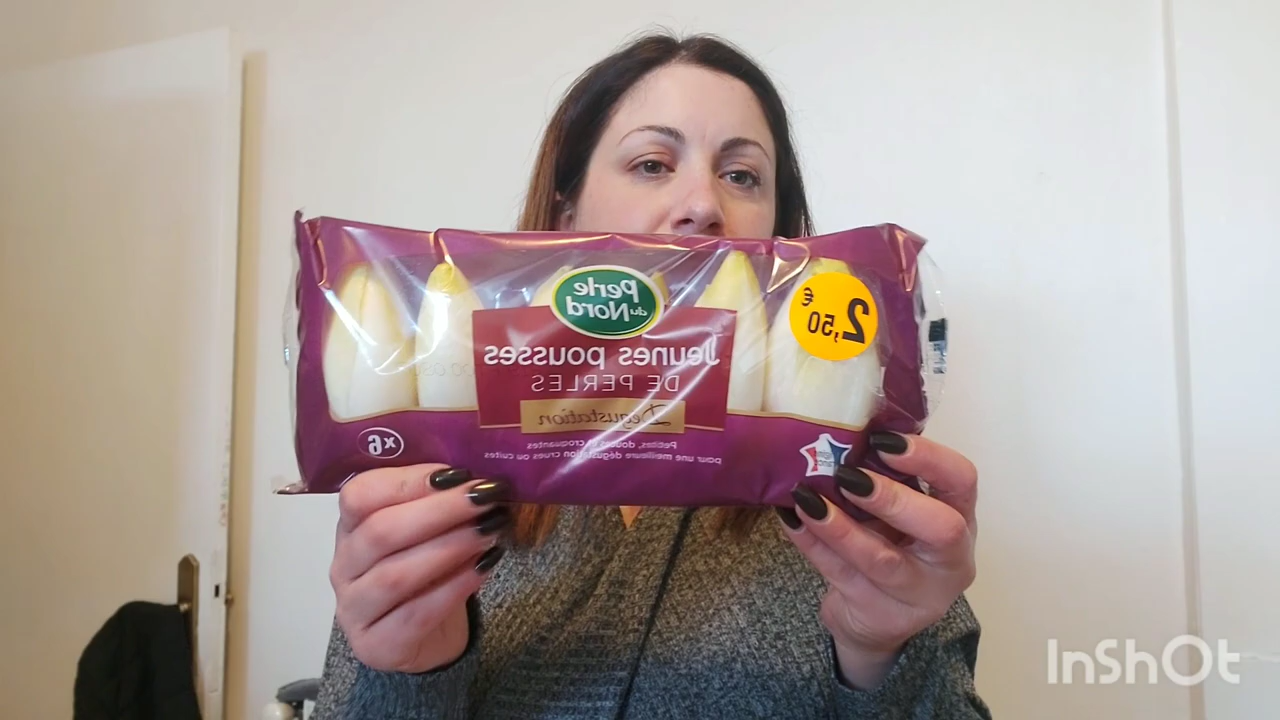 Perle
du Nord
2,50 €
Jeunes pousses
DE PERLES
Dégustation
Petites, douces et croquantes
pour une meilleure dégustation crues ou cuites
x6
InShOt